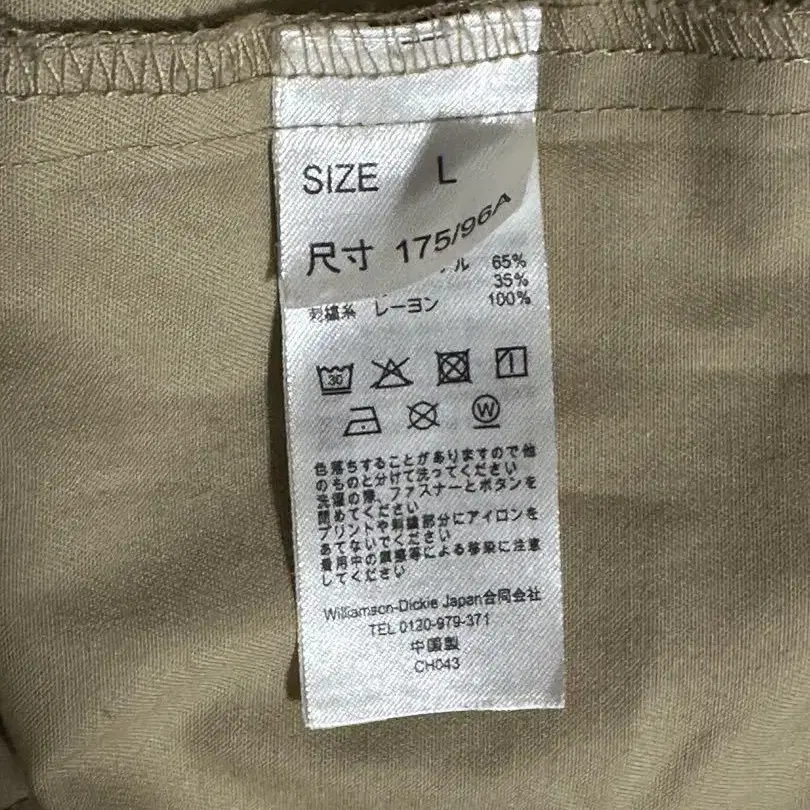 SIZE L
尺寸 175/96A
ル 65%
35%
刺繍糸 レーヨン 100%
30
W
色落ちすることがありますので他
のものと分けて洗ってください
洗濯の際、ファスナーとボタンを
閉めてください
プリントや刺繍部分にアイロンを
あてないでください
着用中の摩擦等による移染に注意
してください
Williamson-Dickie Japan合同会社
TEL 0120-979-371
中国製
CH043